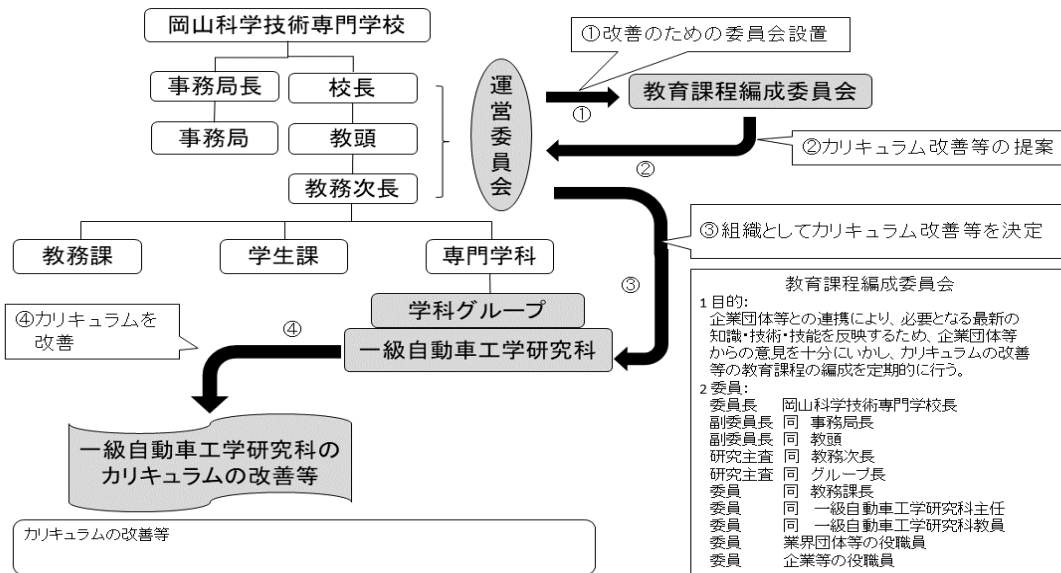 岡山科学技術専門学校
①改善のための委員会設置
事務局長
校長
運営委員会
教育課程編成委員会
①
事務局
教頭
②カリキュラム改善等の提案
②
教務次長
③組織としてカリキュラム改善等を決定
教務課
学生課
専門学科
③
学科グループ
④カリキュラムを
改善
④
一級自動車工学研究科
一級自動車工学研究科の
カリキュラムの改善等
カリキュラムの改善等
教育課程編成委員会
1 目的:
企業団体等との連携により、必要となる最新の
知識・技術・技能を反映するため、企業団体等
からの意見を十分にいかし、カリキュラムの改善
等の教育課程の編成を定期的に行う。
2 委員:
委員長 岡山科学技術専門学校長
副委員長 同 事務局長
副委員長 同 教頭
研究主査 同 教務次長
研究主査 同 グループ長
委員 同 教務課長
委員 同 一級自動車工学研究科主任
委員 同 一級自動車工学研究科教員
委員 業界団体等の役職員
委員 企業等の役職員